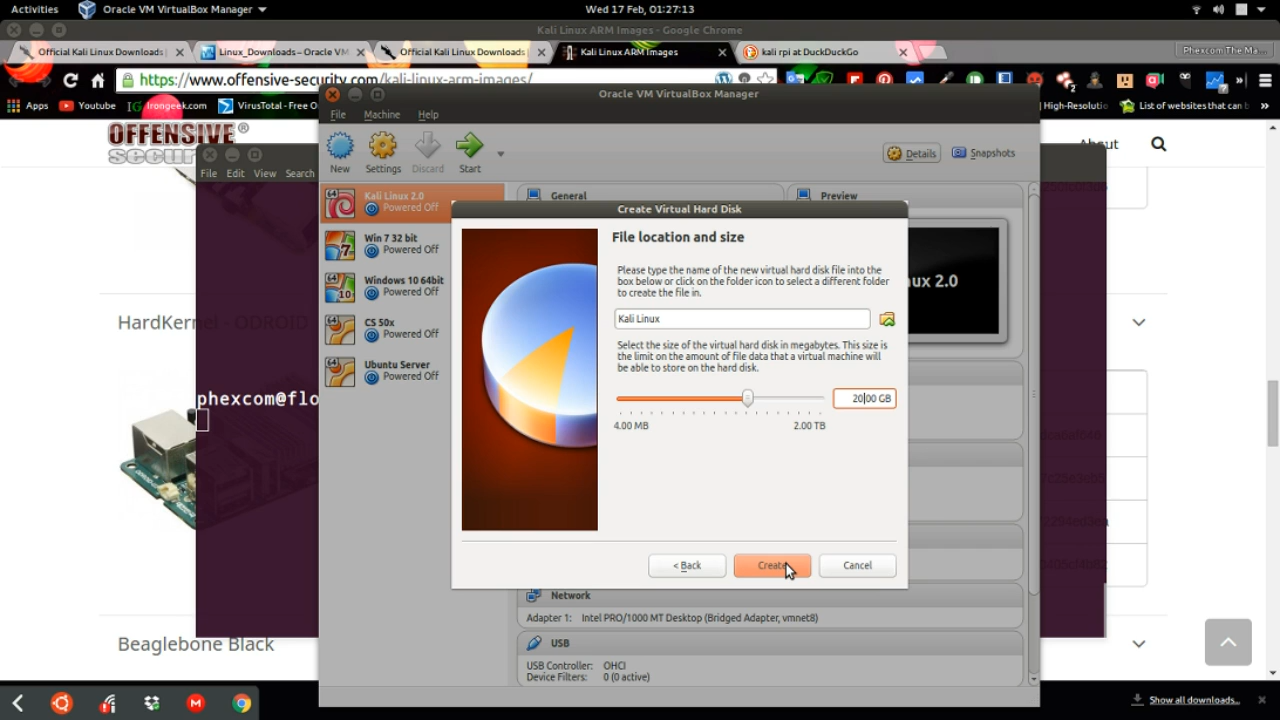 Activities
Oracle VM VirtualBox Manager
Wed 17 Feb, 01:27:13
Kali Linux ARM Images - Google Chrome
Official Kali Linux Downloads
Linux_Downloads – Oracle VM
Official Kali Linux Downloads
Kali Linux ARM Images
kali rpi at DuckDuckGo
Phexcom The Ma...
https://www.offensive-security.com/kali-linux-arm-images/
Apps
Youtube
Irongeek.com
VirusTotal - Free O
High-Resolutio
List of websites that can b
OFFENSIVE®
About
File Edit View Search
HardKernel - ODROID
phexcom@flo
Beaglebone Black
Oracle VM VirtualBox Manager
File Machine Help
New
Settings
Discard
Start
Details
Snapshots
Kali Linux 2.0
Powered Off
Win 7 32 bit
Powered Off
Windows 10 64bit
Powered Off
CS 50x
Powered Off
Ubuntu Server
Powered Off
General
Preview
ux 2.0
Create Virtual Hard Disk
File location and size
Please type the name of the new virtual hard disk file into the
box below or click on the folder icon to select a different folder
to create the file in.
Kali Linux
Select the size of the virtual hard disk in megabytes. This size is
the limit on the amount of file data that a virtual machine will
be able to store on the hard disk.
20.00 GB
4.00 MB
2.00 TB
< Back
Create
Cancel
Network
Adapter 1: Intel PRO/1000 MT Desktop (Bridged Adapter, vmnet8)
USB
USB Controller: OHCI
Device Filters: 0 (0 active)
Show all downloads...